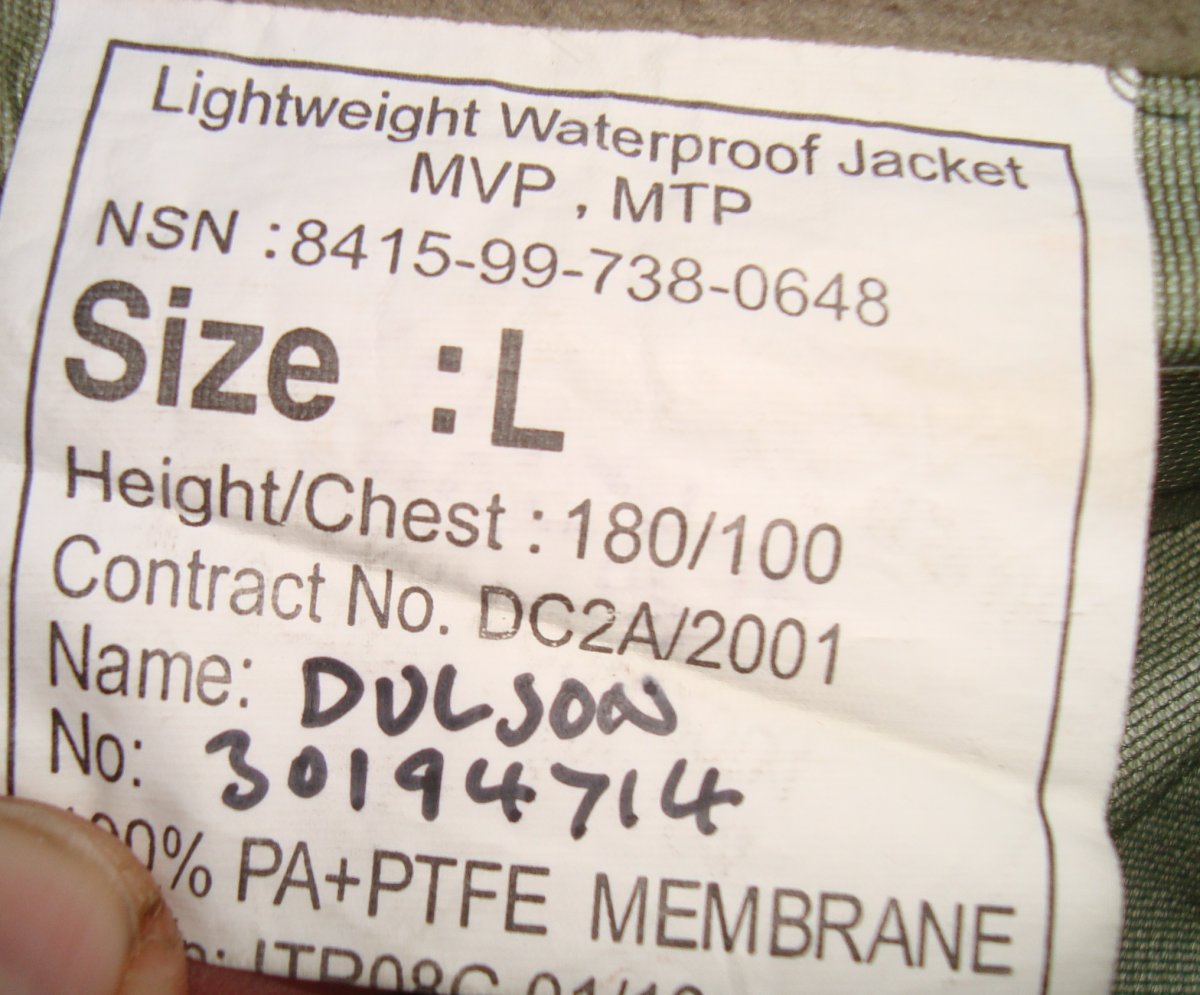 Lightweight Waterproof Jacket
MVP , MTP
NSN :8415-99-738-0648
Size :L
Height/Chest : 180/100
Contract No. DC2A/2001
Name: DULSON
No: 30194714
100% PA+PTFE MEMBRANE